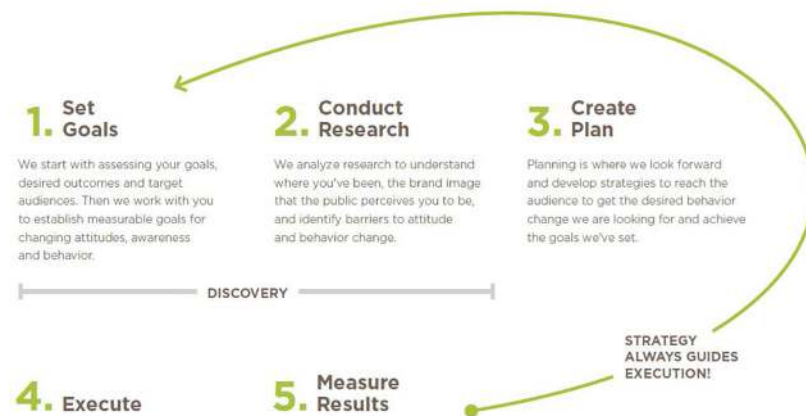 1. Set
Goals
We start with assessing your goals,
desired outcomes and target
audiences. Then we work with you
to establish measurable goals for
changing attitudes, awareness
and behavior.
2. Conduct
Research
We analyze research to understand
where you've been, the brand image
that the public perceives you to be,
and identify barriers to attitude
and behavior change.
3. Create
Plan
Planning is where we look forward
and develop strategies to reach the
audience to get the desired behavior
change we are looking for and achieve
the goals we've set.
DISCOVERY
STRATEGY
ALWAYS GUIDES
EXECUTION!
4. Execute
5. Measure
Results